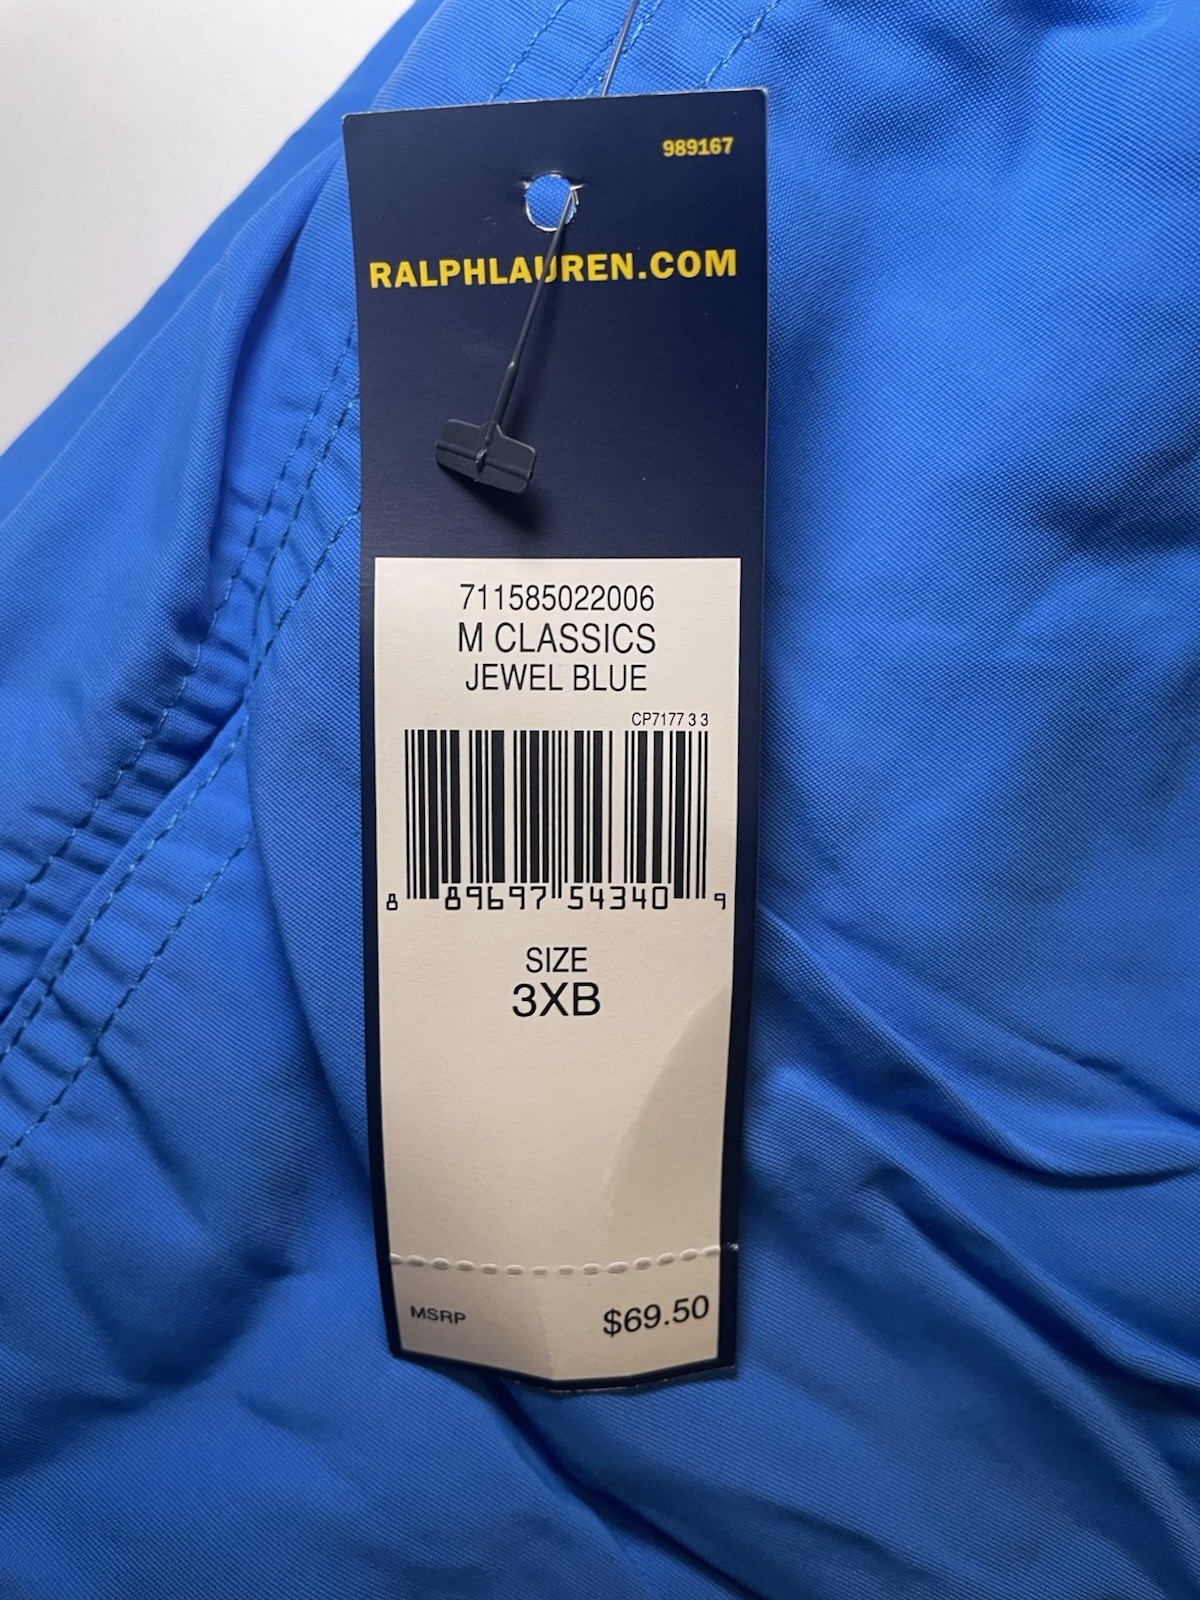 989167
RALPHLAUREN.COM
711585022006
M CLASSICS
JEWEL BLUE
CP7177 3 3
8 89697 54340 9
SIZE
3XB
MSRP $69.50